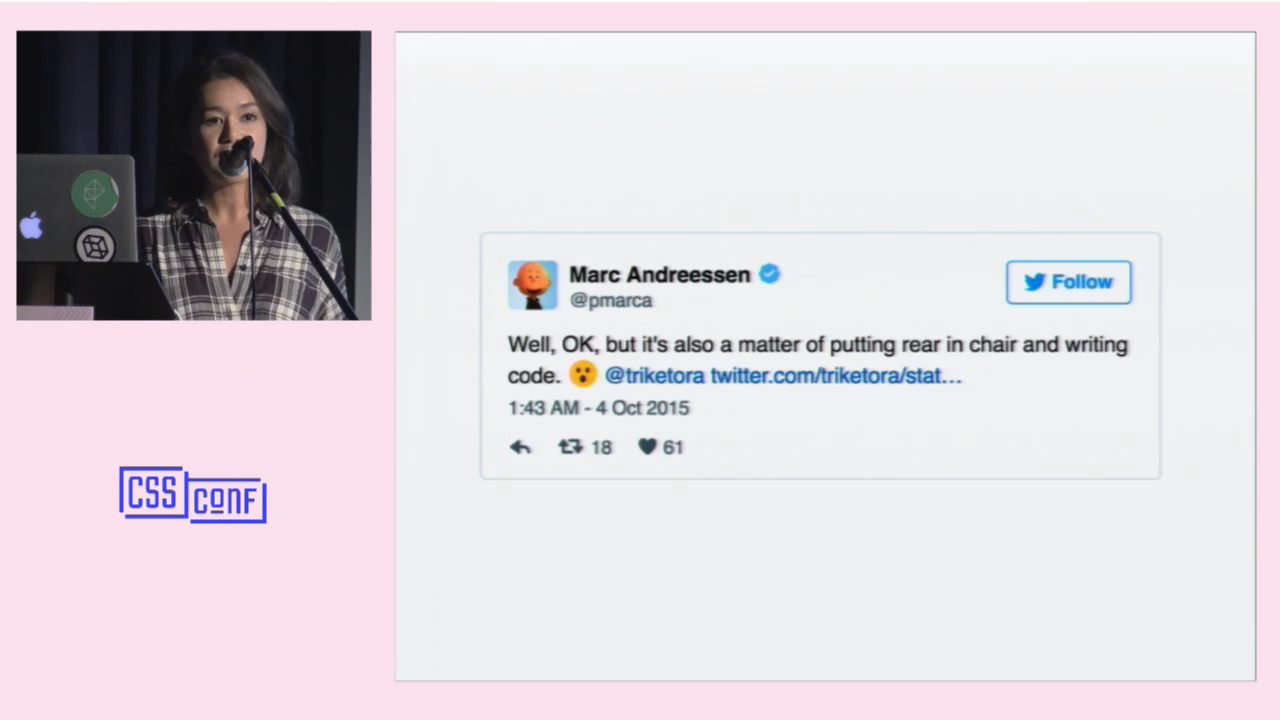 Marc Andreessen
@pmarca
Follow
Well, OK, but it's also a matter of putting rear in chair and writing
code. 😮 @triketora twitter.com/triketora/stat...
1:43 AM - 4 Oct 2015
18 61
CSS
CONF